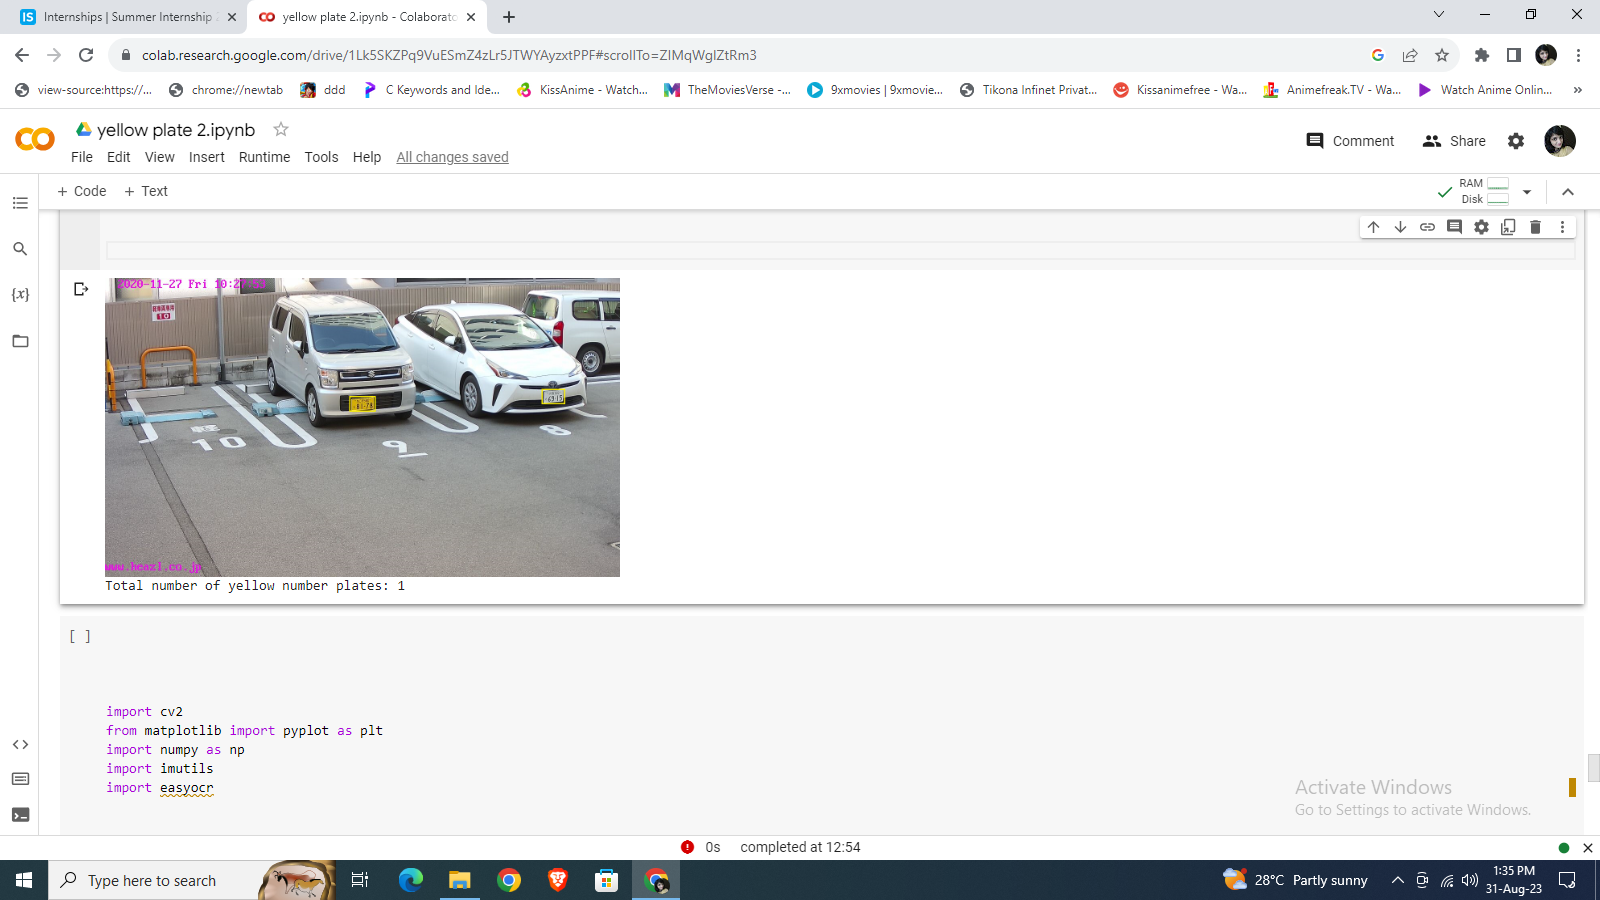 Internships | Summer Internship
yellow plate 2.ipynb - Colaborato
colab.research.google.com/drive/1Lk5SKZPq9VuESmZ4zLr5JTWYAyzxtPPF#scrollTo=ZIMqWglZtRm3
view-source:https://...
chrome://newtab
ddd
C Keywords and Ide...
KissAnime - Watch...
TheMoviesVerse -...
9xmovies | 9xmovie...
Tikona Infinet Privat...
Kissanimefree - Wa...
Animefreak.TV - Wa...
Watch Anime Onlin...
»
CO
yellow plate 2.ipynb
Comment
Share
File Edit View Insert Runtime Tools Help All changes saved
+ Code + Text
RAM
Disk
{x}
2020-11-27 Fri 10:2
10
10
9
8
www.heazl.co.jp
Total number of yellow number plates: 1
[ ]
import cv2
from matplotlib import pyplot as plt
import numpy as np
import imutils
import easyocr
Activate Windows
Go to Settings to activate Windows.
0s completed at 12:54
Type here to search
28°C Partly sunny
1:35 PM
31-Aug-23